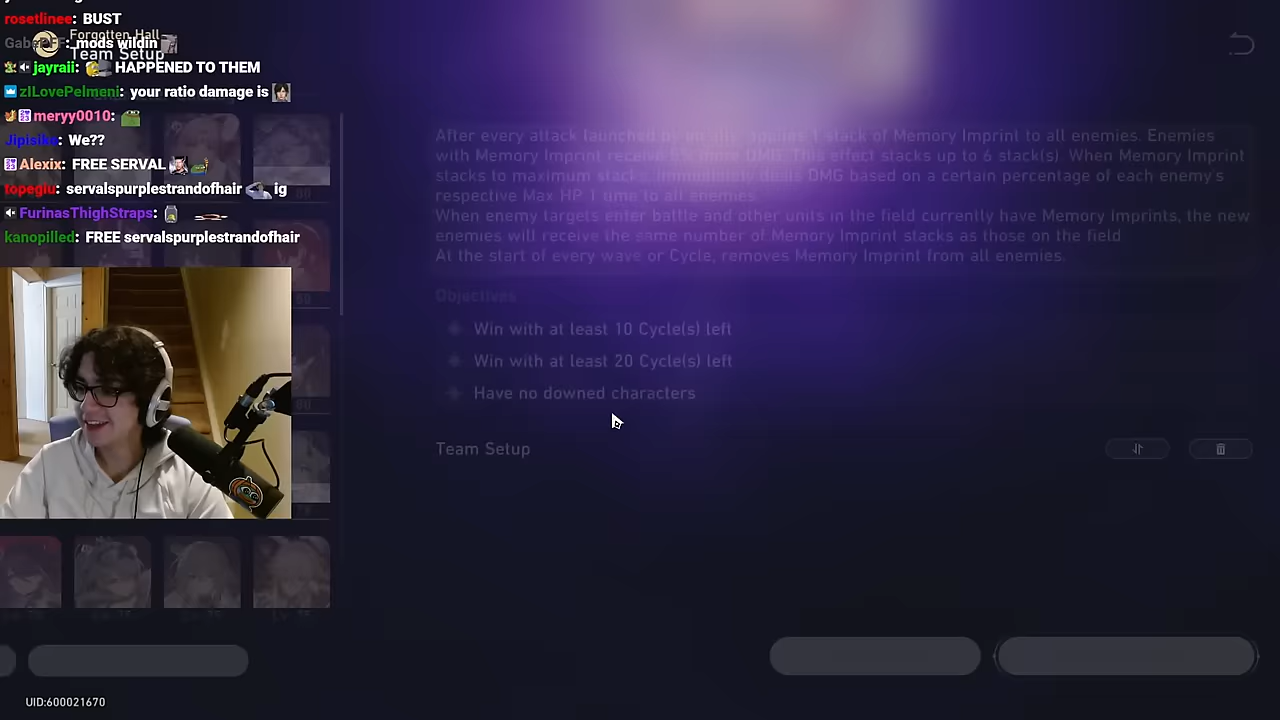 rosetlinee: BUST
Forgotten Hall
mods wildin
Team Setup
jayraii: HAPPENED TO THEM
zILovePelmeni: your ratio damage is
meryy0010:
Jipisika: We??
Alexix: FREE SERVAL
topegiu: servalspurplestrandofhair ig
FurinasThighStraps:
kanopilled: FREE servalspurplestrandofhair
After every attack launched by an ally, applies 1 stack of Memory Imprint to all enemies. Enemies
with Memory Imprint receive DMG. This effect stacks up to 6 stack(s). When Memory Imprint
stacks to maximum stacks, immediately deals DMG based on a certain percentage of each enemy's
respective Max HP 1 time to all enemies.
When enemy targets enter battle and other units in the field currently have Memory Imprints, the new
enemies will receive the same number of Memory Imprint stacks as those on the field
At the start of every wave or Cycle, removes Memory Imprint from all enemies.
Objectives
Win with at least 10 Cycle(s) left
Win with at least 20 Cycle(s) left
Have no downed characters
Team Setup
UID:600021670